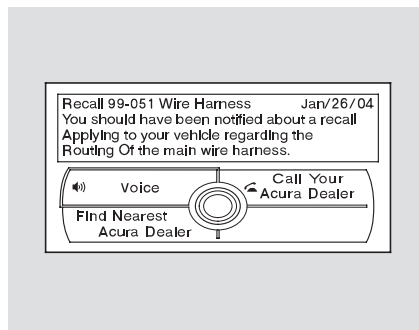 Recall 99-051 Wire Harness Jan/26/04
You should have been notified about a recall
Applying to your vehicle regarding the
Routing Of the main wire harness.
Voice
Call Your
Acura Dealer
Find Nearest
Acura Dealer